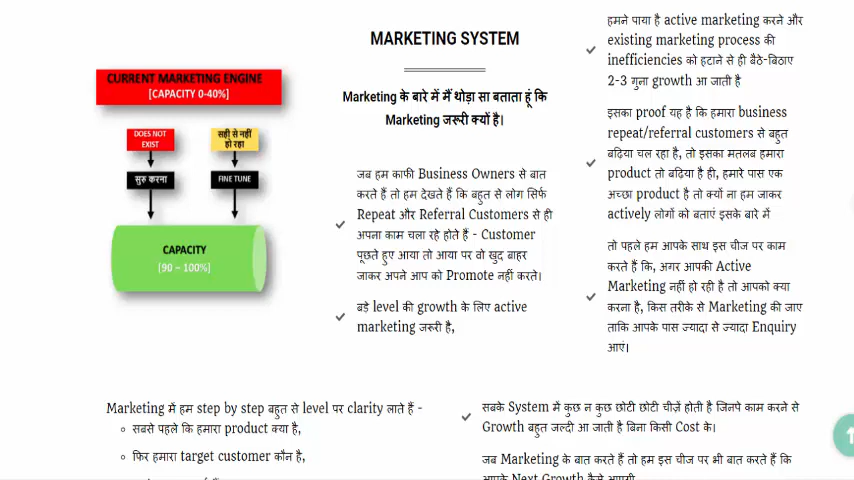 CURRENT MARKETING ENGINE
[CAPACITY 0-40%]
DOES NOT
EXIST
सही से नहीं
हो रहा
सुरु करना
FINE TUNE
CAPACITY
[90 – 100%]
MARKETING SYSTEM
Marketing के बारे में मैं थोड़ा सा बताता हूं कि
Marketing जरूरी क्यों है।
जब हम काफी Business Owners से बात
करते हैं तो हम देखते हैं कि बहुत से लोग सिर्फ
Repeat और Referral Customers से ही
अपना काम चला रहे होते हैं - Customer
पूछते हुए आया तो आया पर वो खुद बाहर
जाकर अपने आप को Promote नहीं करते।
बड़े level की growth के लिए active
marketing जरूरी है,
हमने पाया है active marketing करने और
existing marketing process की
inefficiencies को हटाने से ही बैठे-बिठाए
2-3 गुना growth आ जाती है
इसका proof यह है कि हमारा business
repeat/referral customers से बहुत
बढ़िया चल रहा है, तो इसका मतलब हमारा
product तो बढ़िया है ही, हमारे पास एक
अच्छा product है तो क्यों ना हम जाकर
actively लोगों को बताएं इसके बारे में
तो पहले हम आपके साथ इस चीज पर काम
करते हैं कि, अगर आपकी Active
Marketing नहीं हो रही है तो आपको क्या
करना है, किस तरीके से Marketing की जाए
ताकि आपके पास ज्यादा से ज्यादा Enquiry
आएं।
Marketing में हम step by step बहुत से level पर clarity लाते हैं -
सबसे पहले कि हमारा product क्या है,
फिर हमारा target customer कौन है,
सबके System में कुछ न कुछ छोटी छोटी चीज़ें होती है जिनपे काम करने से
Growth बहुत जल्दी आ जाती है बिना किसी Cost के।
जब Marketing के बात करते हैं तो हम इस चीज पर भी बात करते हैं कि
आपके Next Growth कैसे आएगी